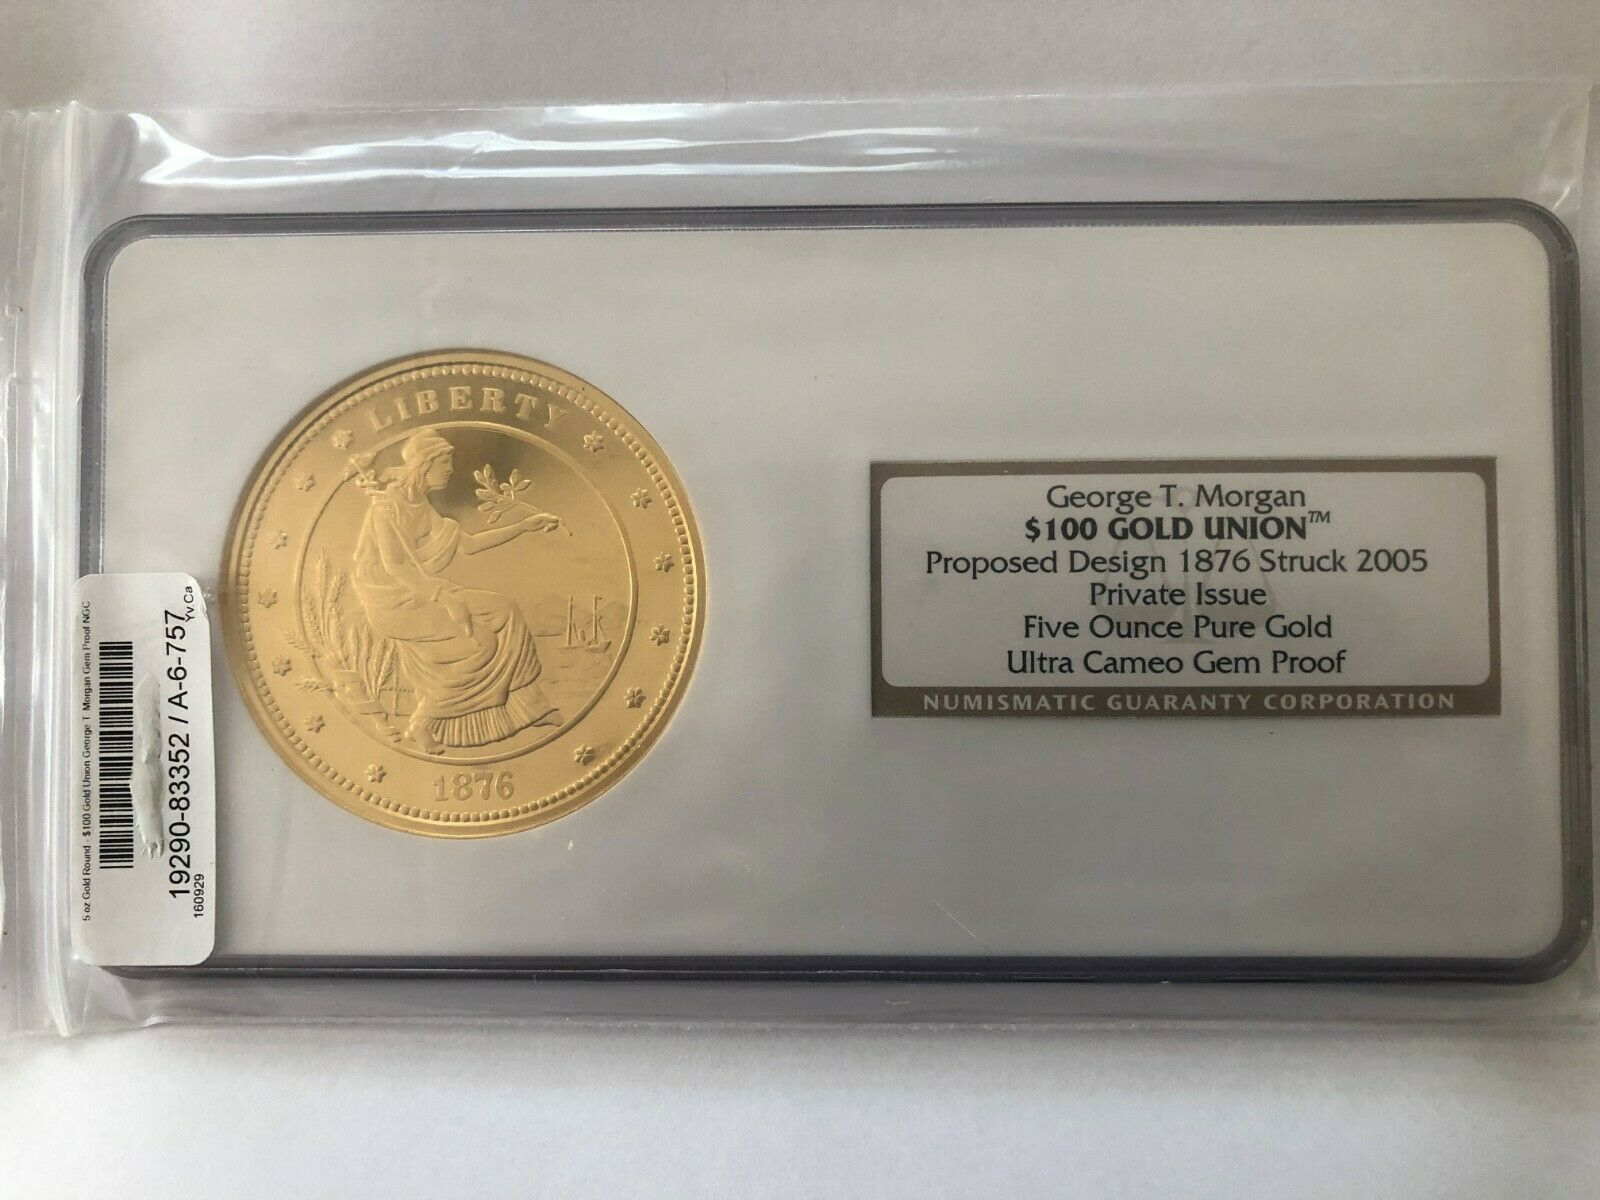 LIBERTY
1876
George T. Morgan
$100 GOLD UNION™
Proposed Design 1876 Struck 2005
Private Issue
Five Ounce Pure Gold
Ultra Cameo Gem Proof
NUMISMATIC GUARANTY CORPORATION
5 oz Gold Round - $100 Gold Union George T Morgan Gem Proof NGC
19290-83352 / A-6-757
Yv.Ca
160929